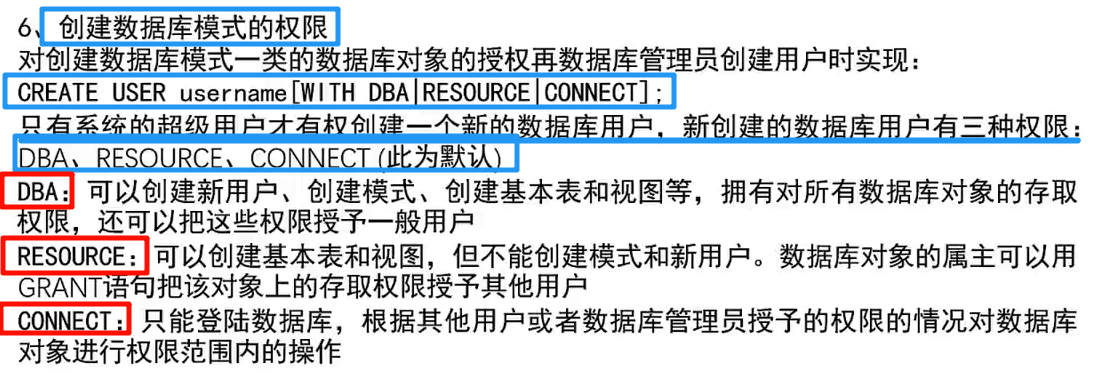 6、创建数据库模式的权限
对创建数据库模式一类的数据库对象的授权再数据库管理员创建用户时实现：
CREATE USER username[WITH DBA|RESOURCE|CONNECT];
只有系统的超级用户才有权创建一个新的数据库用户，新创建的数据库用户有三种权限：
DBA、RESOURCE、CONNECT (此为默认)
DBA：可以创建新用户、创建模式、创建基本表和视图等，拥有对所有数据库对象的存取
权限，还可以把这些权限授予一般用户
RESOURCE：可以创建基本表和视图，但不能创建模式和新用户。数据库对象的属主可以用
GRANT语句把该对象上的存取权限授予其他用户
CONNECT：只能登陆数据库，根据其他用户或者数据库管理员授予的权限的情况对数据库
对象进行权限范围内的操作